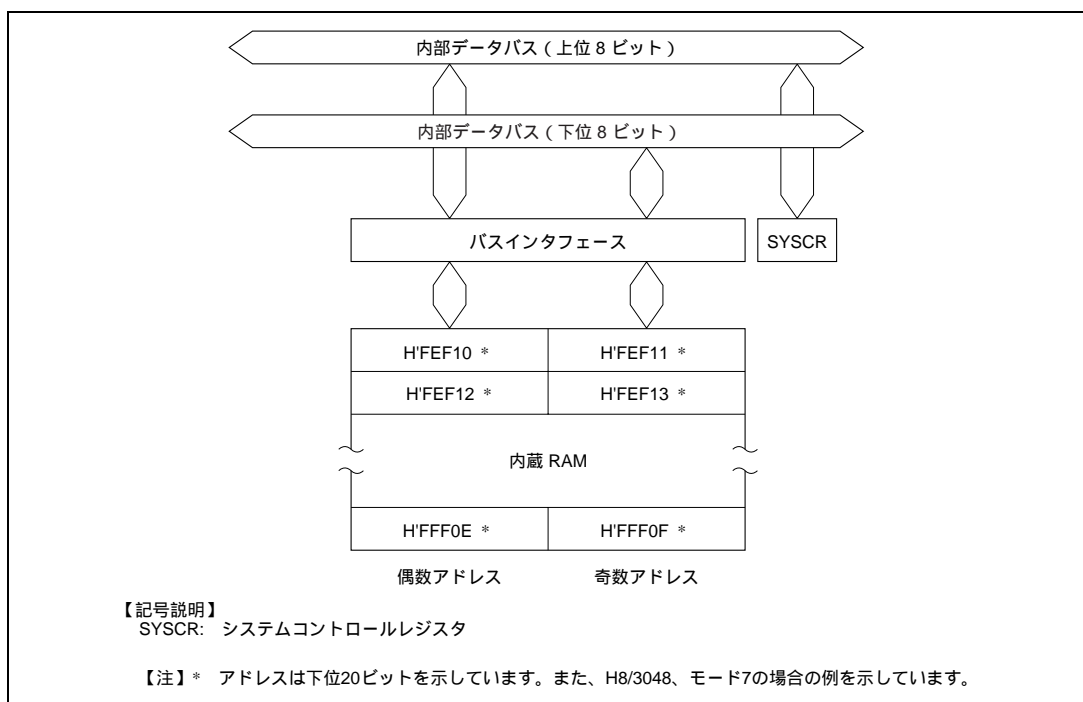 内部データバス ( 上位 8 ビット )
内部データバス ( 下位 8 ビット )
バスインタフェース
SYSCR
H'FEF10 *
H'FEF11 *
H'FEF12 *
H'FEF13 *
内蔵 RAM
H'FFF0E *
H'FFF0F *
偶数アドレス
奇数アドレス
【記号説明】
SYSCR: システムコントロールレジスタ
【注】* アドレスは下位20ビットを示しています。また、H8/3048、モード7の場合の例を示しています。